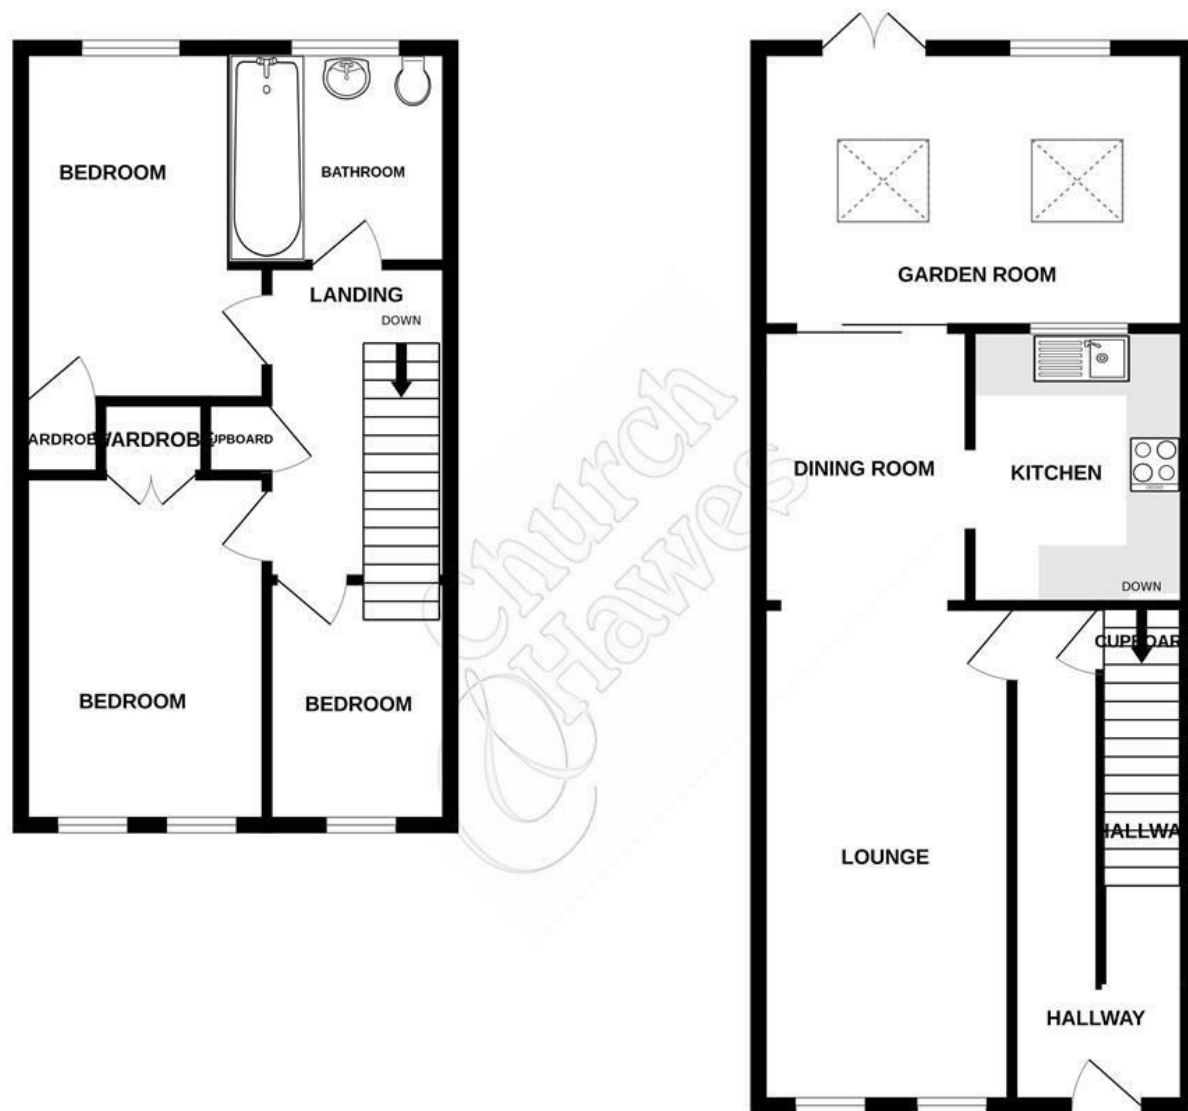 BEDROOM
BATHROOM
LANDING
DOWN
ARDROBE
WARDROBE
UPBOARD
BEDROOM
BEDROOM
Church
& Hawes
GARDEN ROOM
DINING ROOM
KITCHEN
DOWN
CUPBOAR
LOUNGE
HALLWA
HALLWAY